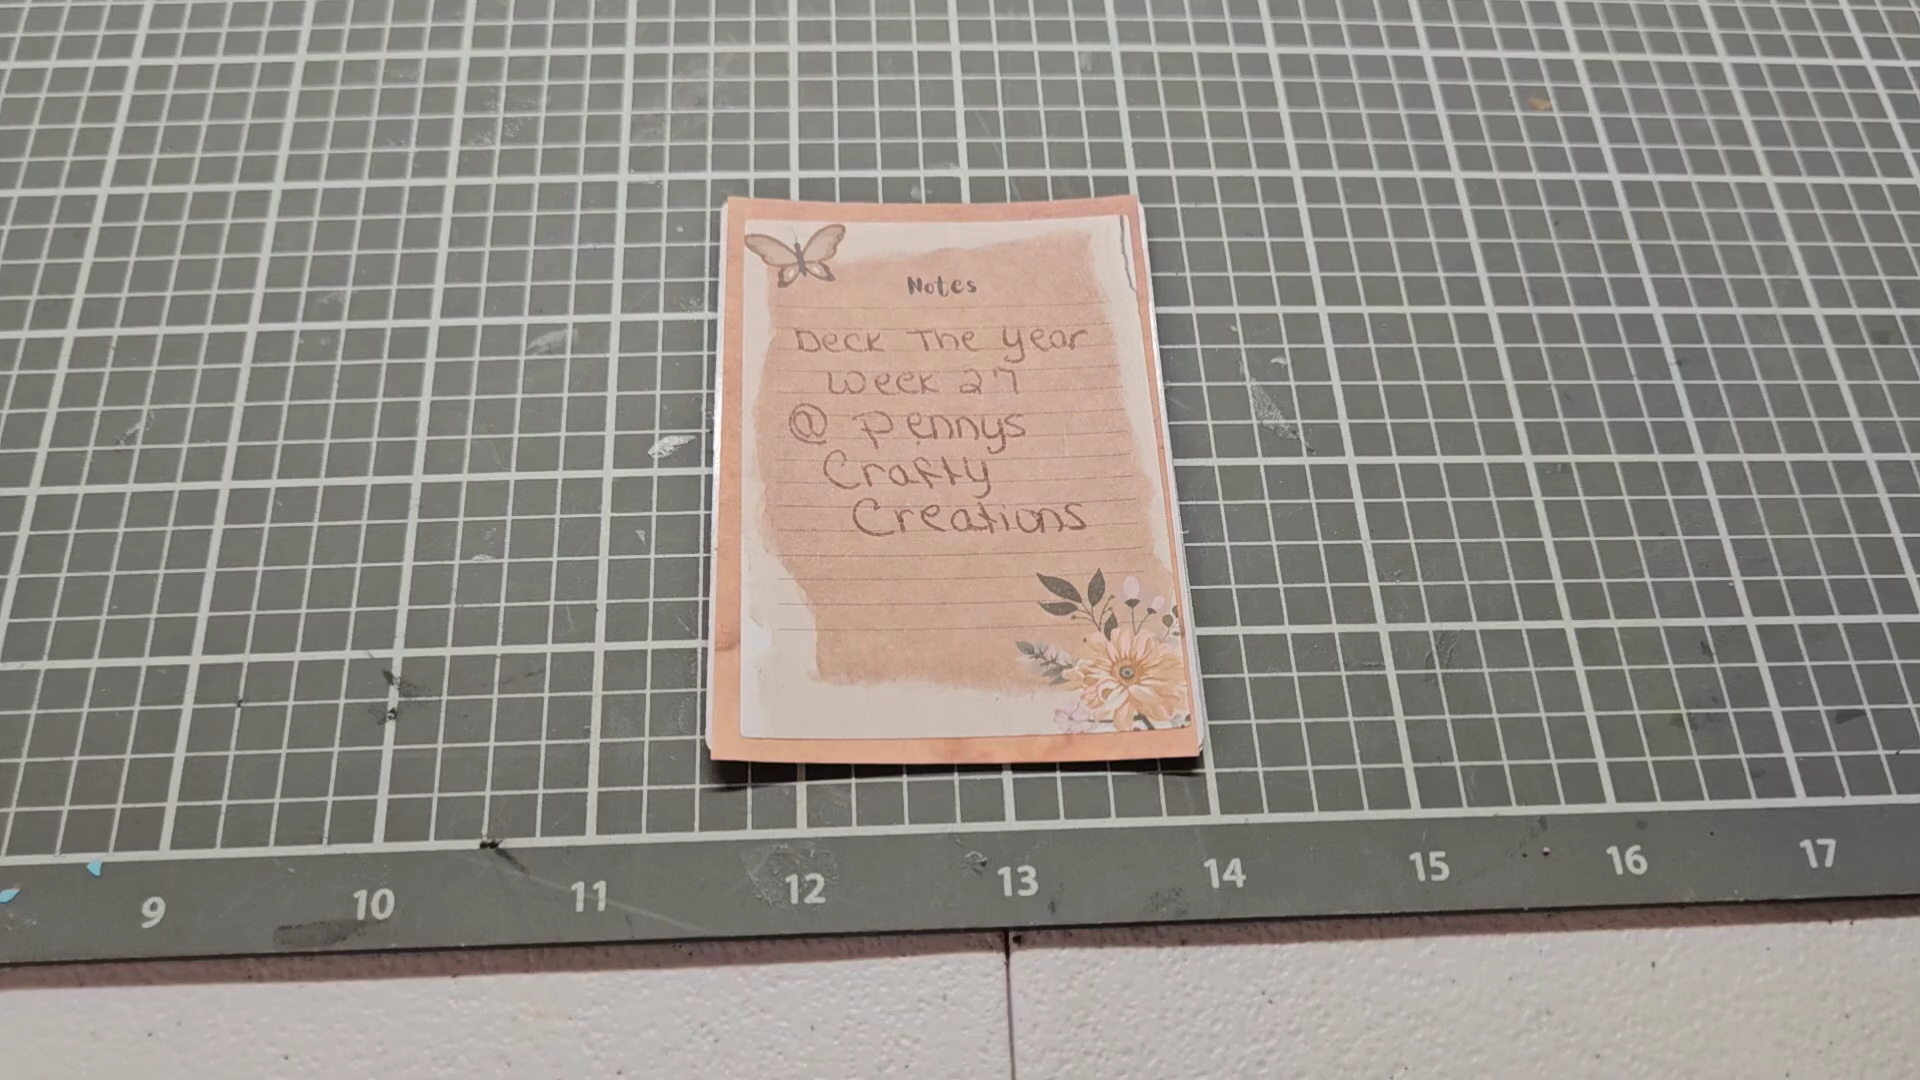 Notes
Deck The Year
Week 27
@ Pennys
Crafty
Creations
9 10 11 12 13 14 15 16 17